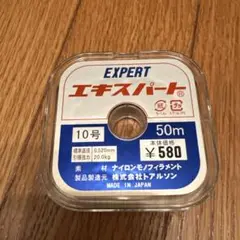 EXPERT
エキスパート®
10号
50m
標準直径 0.520mm
引張強力 20.0kg
本体価格
¥580
素材 ナイロンモノフィラメント
製品製造元 株式会社トアルソン
MADE IN JAPAN